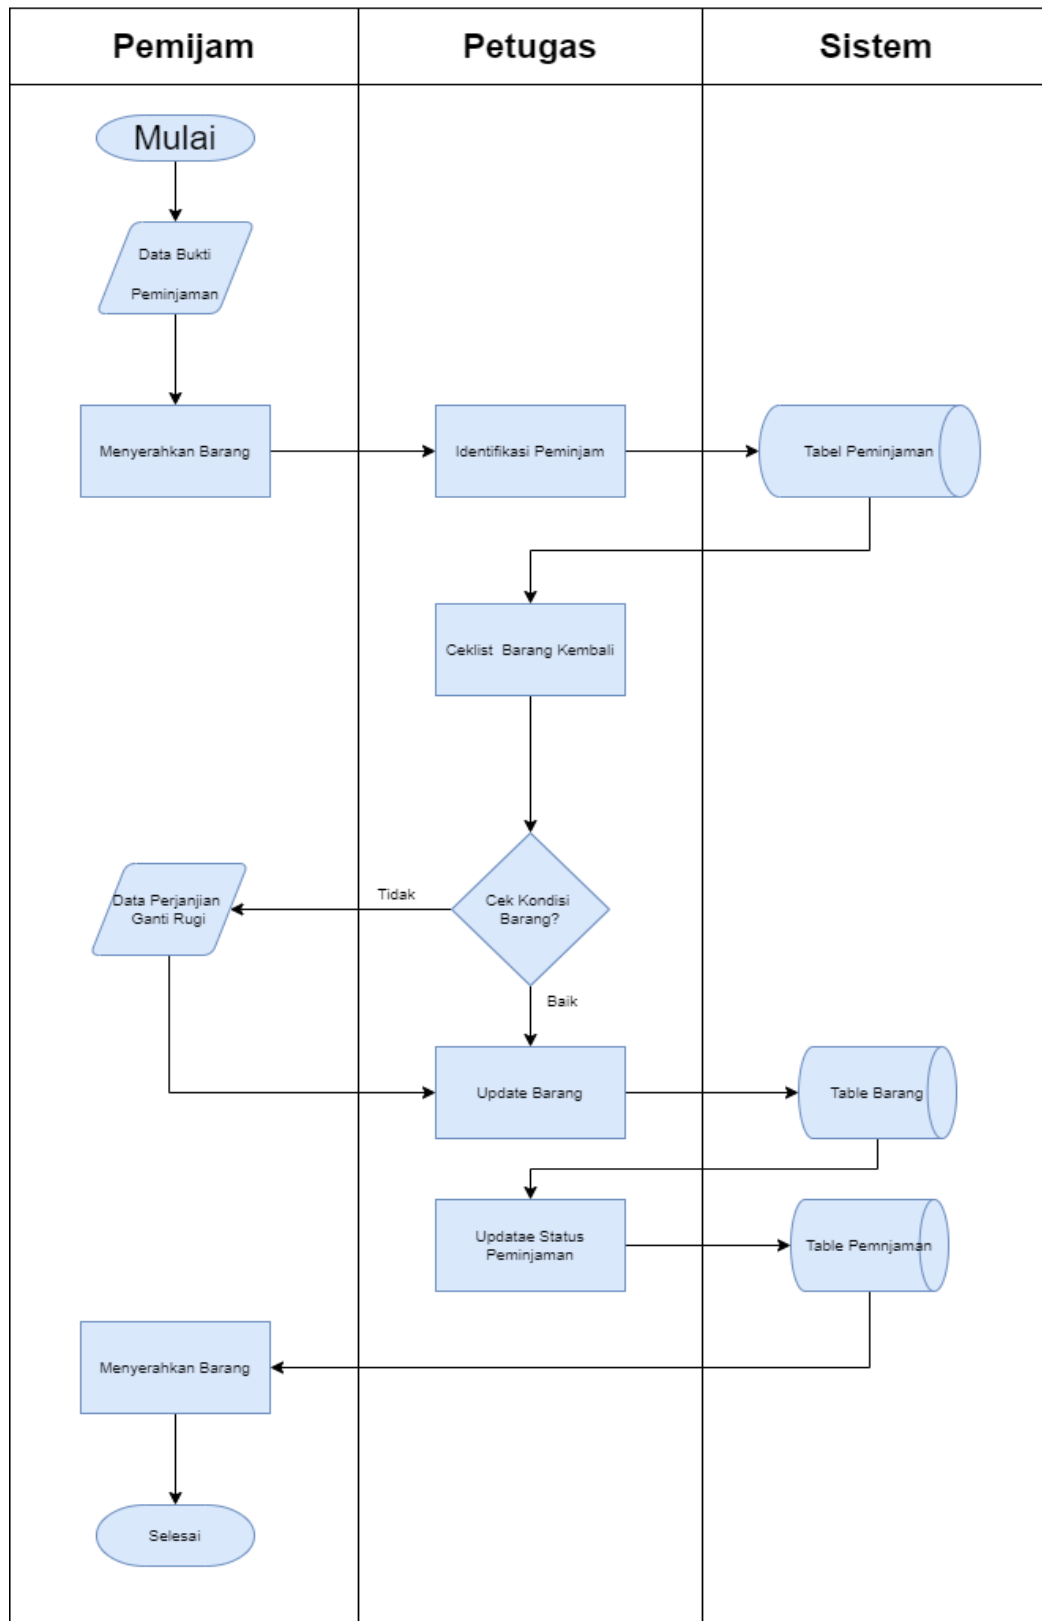 Pemijam
Petugas
Sistem
Mulai
Data Bukti
Peminjaman
Menyerahkan Barang
Identifikasi Peminjam
Tabel Peminjaman
Ceklist Barang Kembali
Cek Kondisi
Barang?
Tidak
Data Perjanjian
Ganti Rugi
Baik
Update Barang
Table Barang
Updatae Status
Peminjaman
Table Pemnjaman
Menyerahkan Barang
Selesai